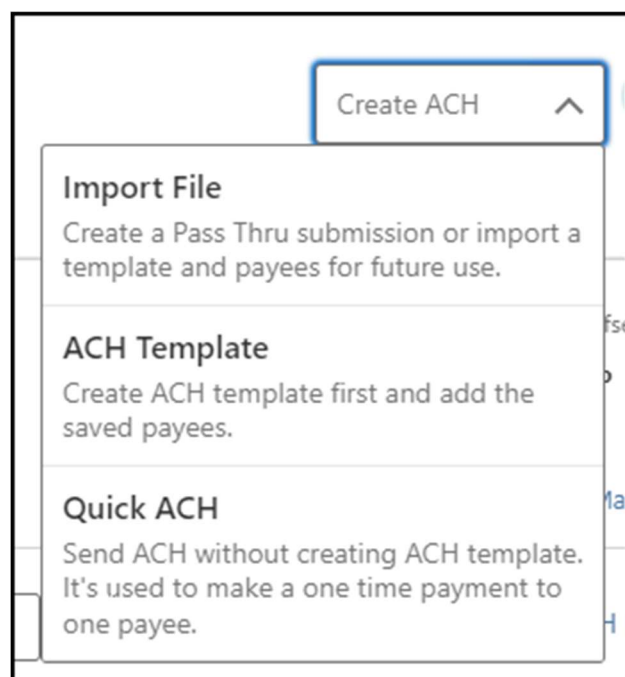 Create ACH
Import File
Create a Pass Thru submission or import a
template and payees for future use.
ACH Template
Create ACH template first and add the
saved payees.
Quick ACH
Send ACH without creating ACH template.
It's used to make a one time payment to
one payee.